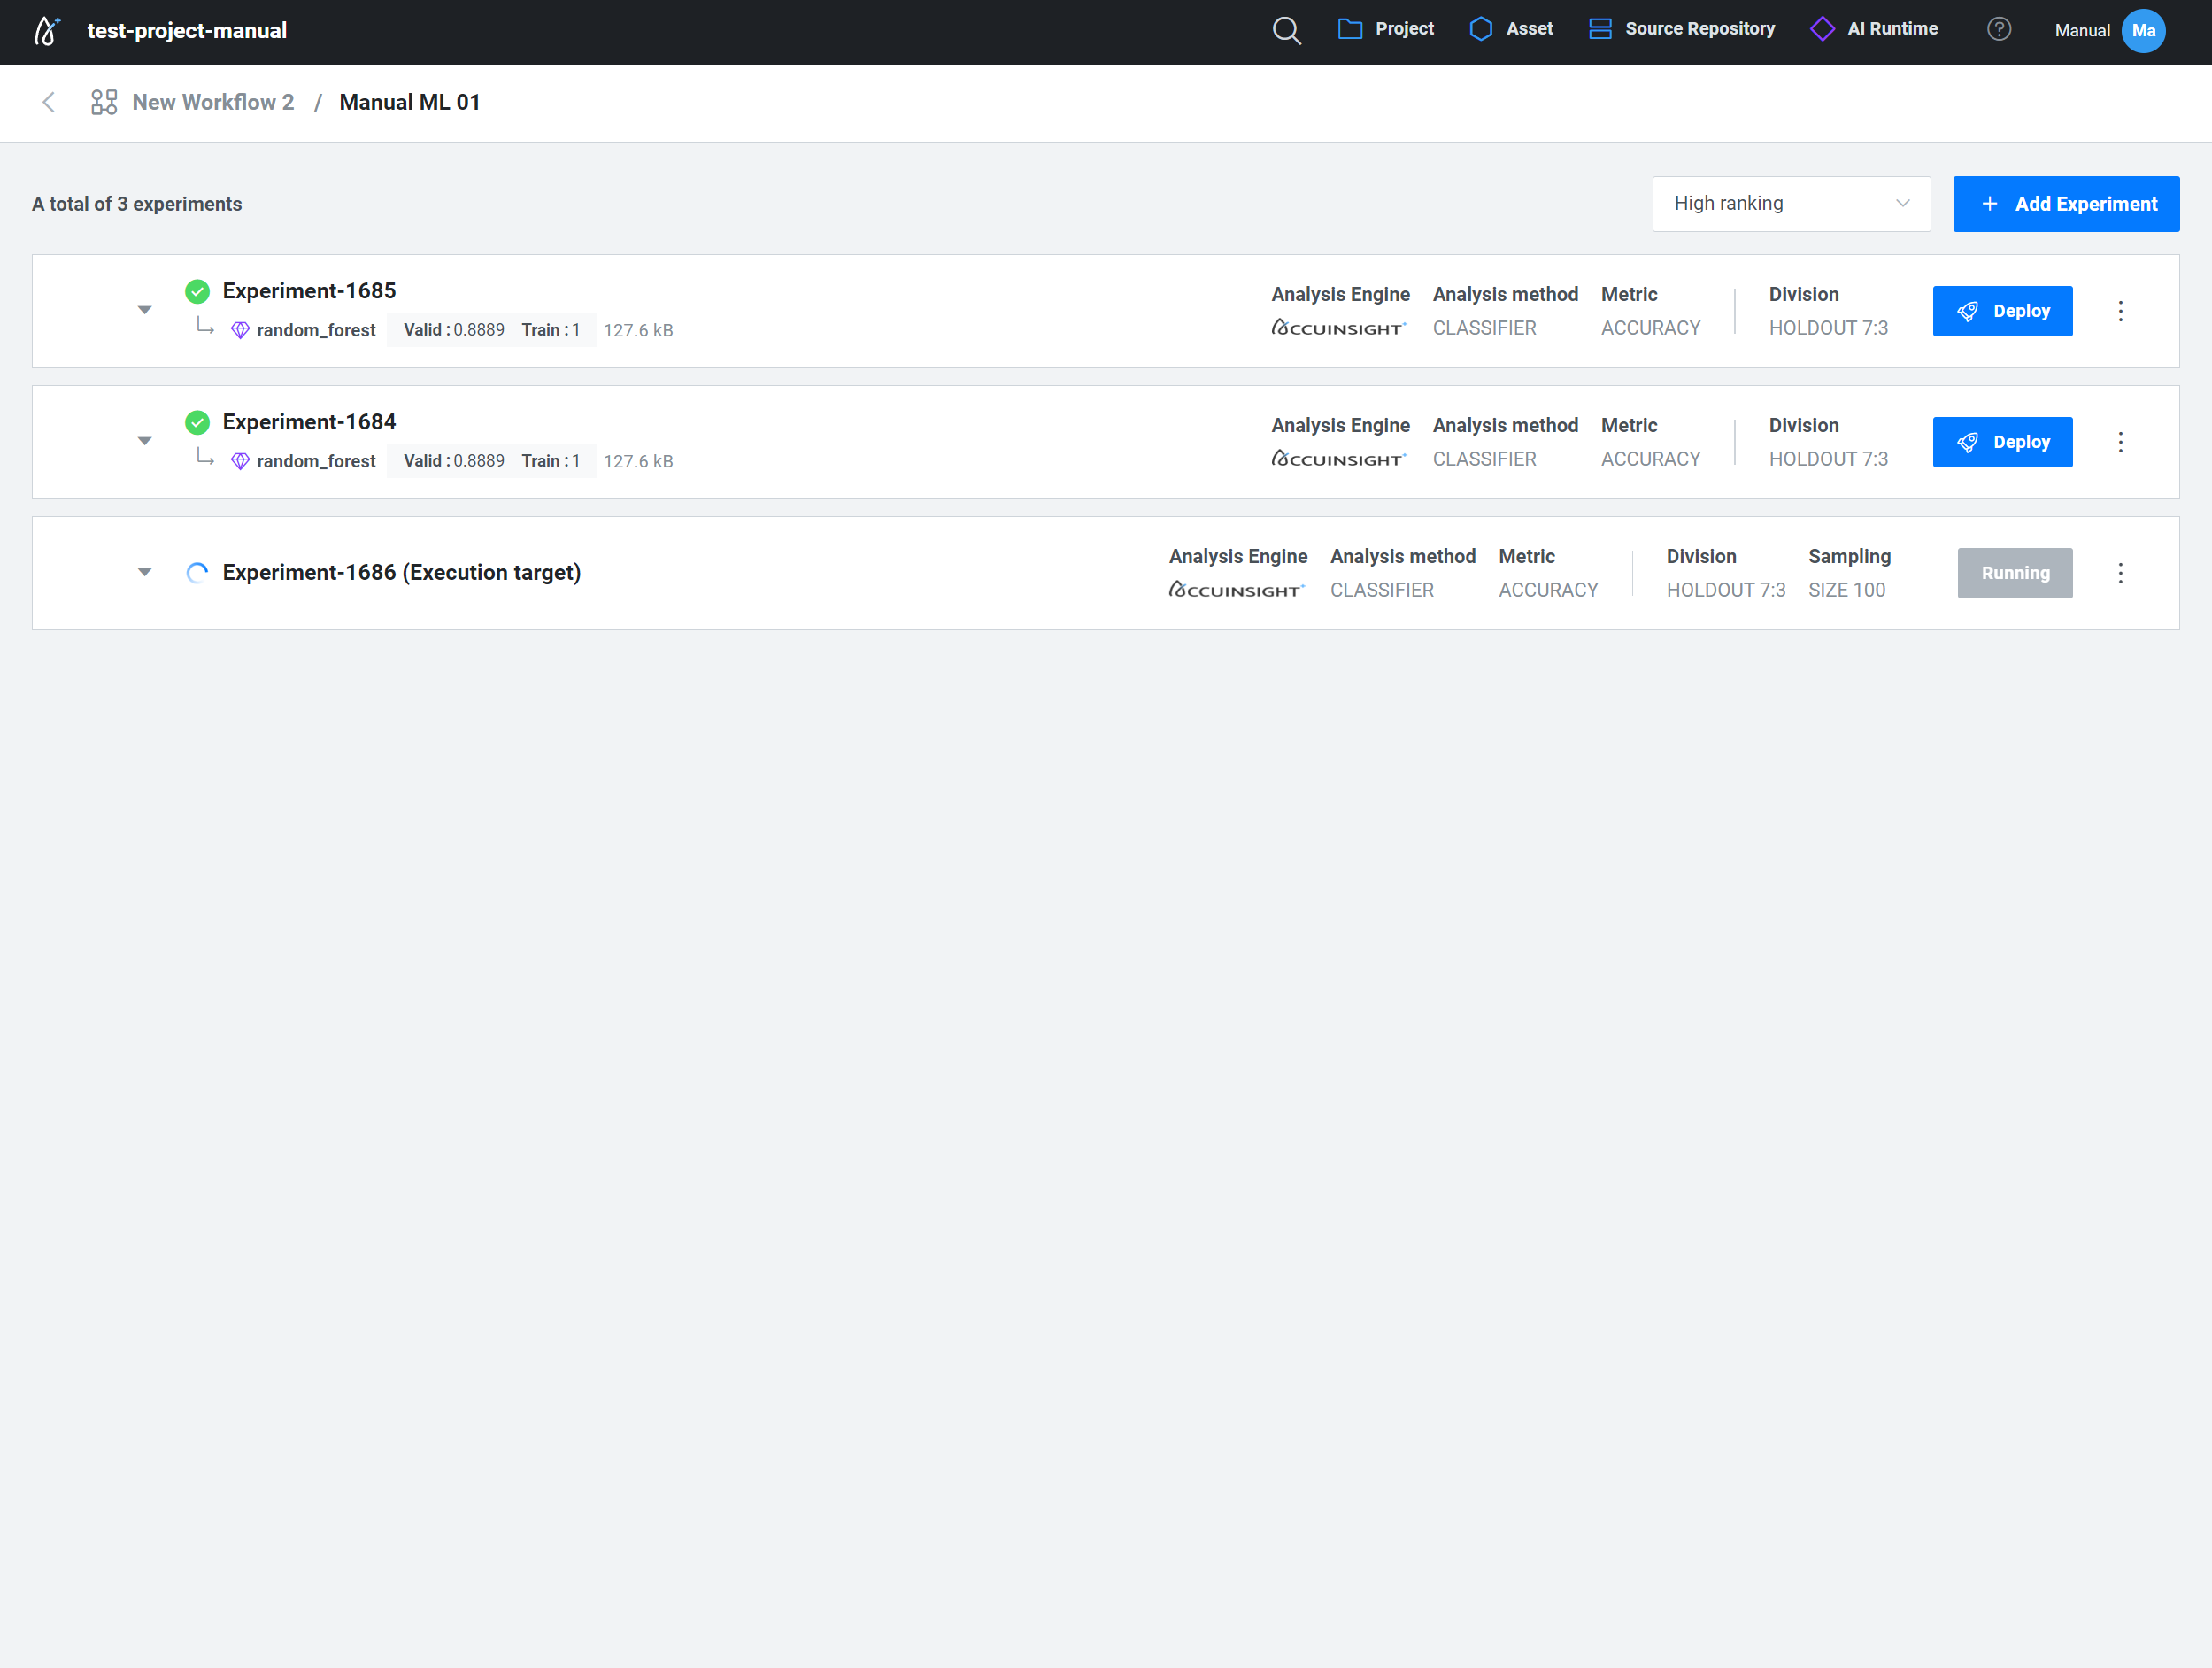 test-project-manual
Project
Asset
Source Repository
AI Runtime
?
Manual
Ma
New Workflow 2 / Manual ML 01
A total of 3 experiments
High ranking
+ Add Experiment
Experiment-1685
random_forest Valid : 0.8889 Train : 1 127.6 kB
Analysis Engine Analysis method Metric Division
ACCUINSIGHT+ CLASSIFIER ACCURACY HOLDOUT 7:3
Deploy
Experiment-1684
random_forest Valid : 0.8889 Train : 1 127.6 kB
Analysis Engine Analysis method Metric Division
ACCUINSIGHT+ CLASSIFIER ACCURACY HOLDOUT 7:3
Deploy
Experiment-1686 (Execution target)
Analysis Engine Analysis method Metric Division Sampling
ACCUINSIGHT+ CLASSIFIER ACCURACY HOLDOUT 7:3 SIZE 100
Running